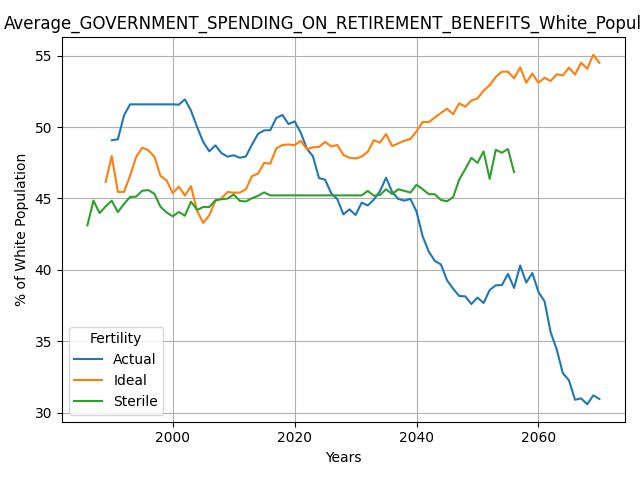 Average_GOVERNMENT_SPENDING_ON_RETIREMENT_BENEFITS_White_Popul
55
50
45
40
35
30
% of White Population
Fertility
Actual
Ideal
Sterile
2000
2020
2040
2060
Years